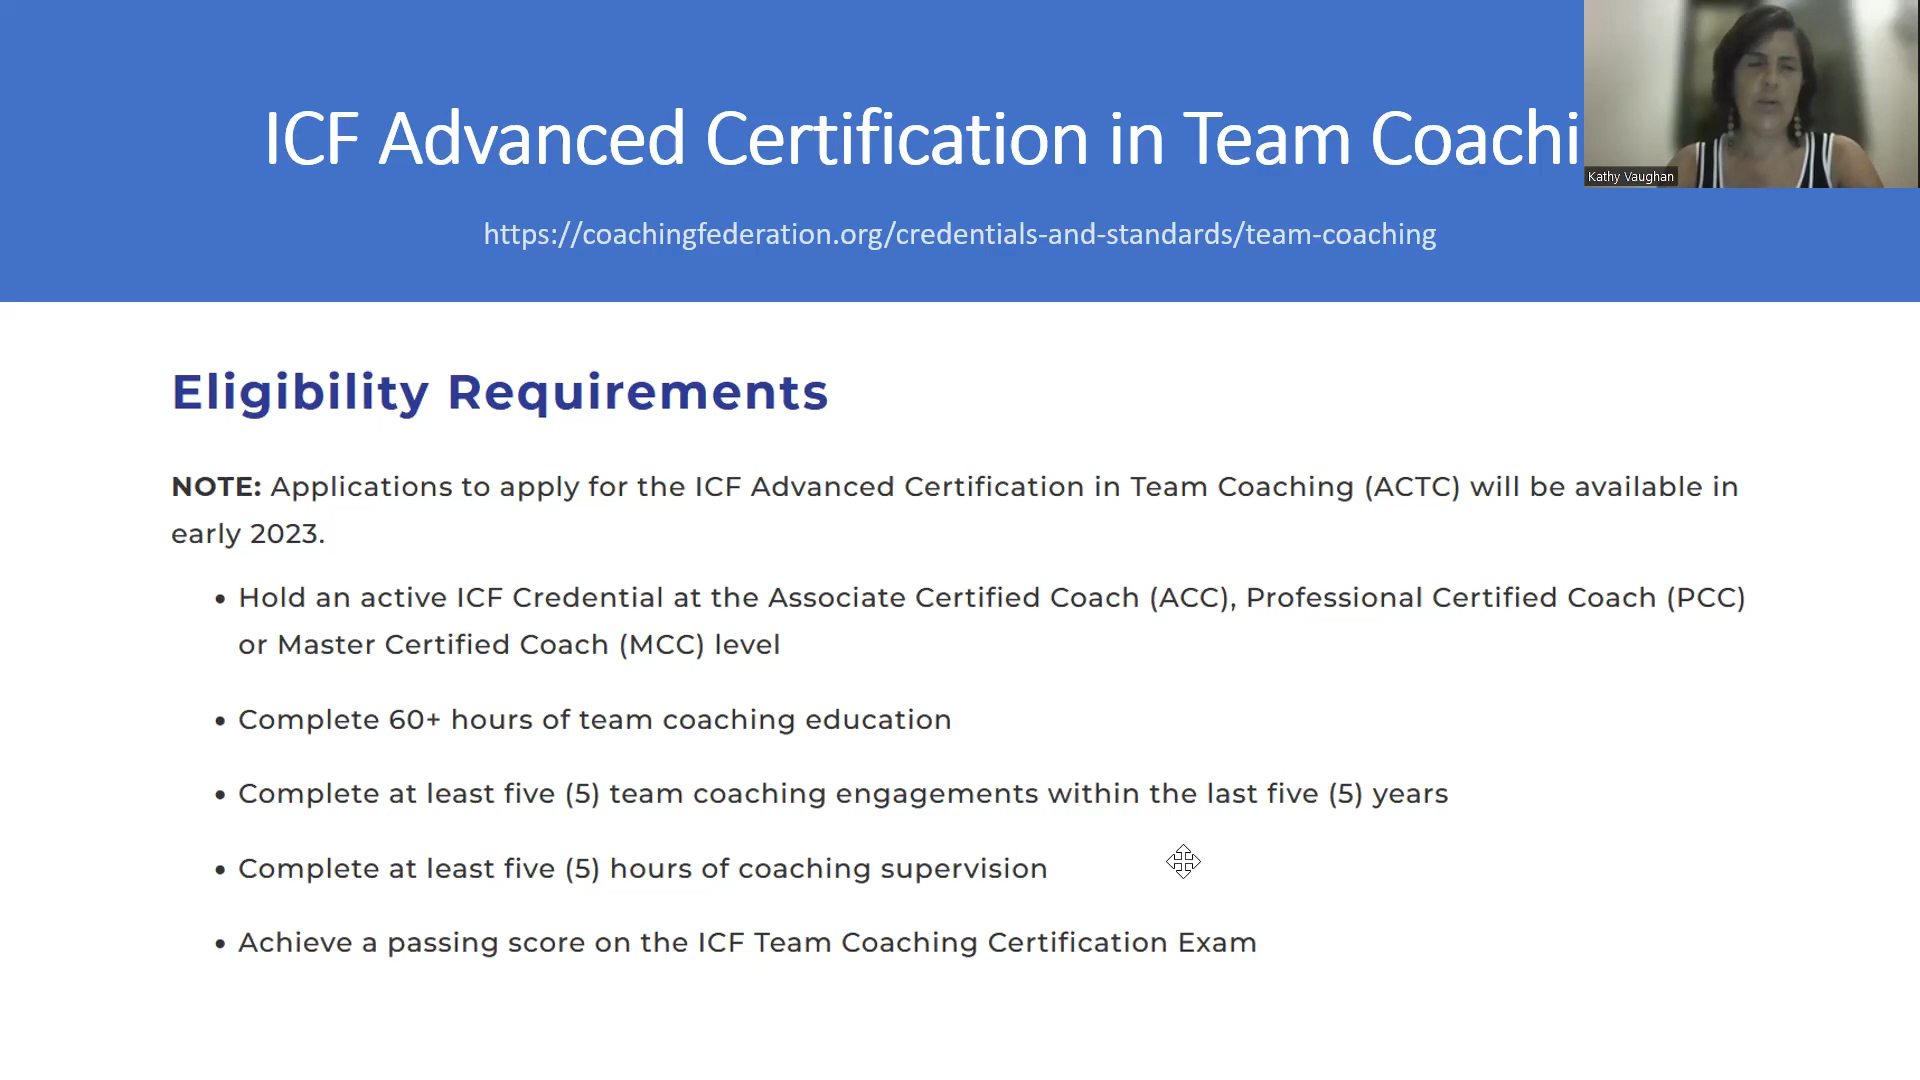 ICF Advanced Certification in Team Coachi
Kathy Vaughan
https://coachingfederation.org/credentials-and-standards/team-coaching
Eligibility Requirements
NOTE: Applications to apply for the ICF Advanced Certification in Team Coaching (ACTC) will be available in
early 2023.
• Hold an active ICF Credential at the Associate Certified Coach (ACC), Professional Certified Coach (PCC)
or Master Certified Coach (MCC) level
• Complete 60+ hours of team coaching education
• Complete at least five (5) team coaching engagements within the last five (5) years
• Complete at least five (5) hours of coaching supervision
• Achieve a passing score on the ICF Team Coaching Certification Exam